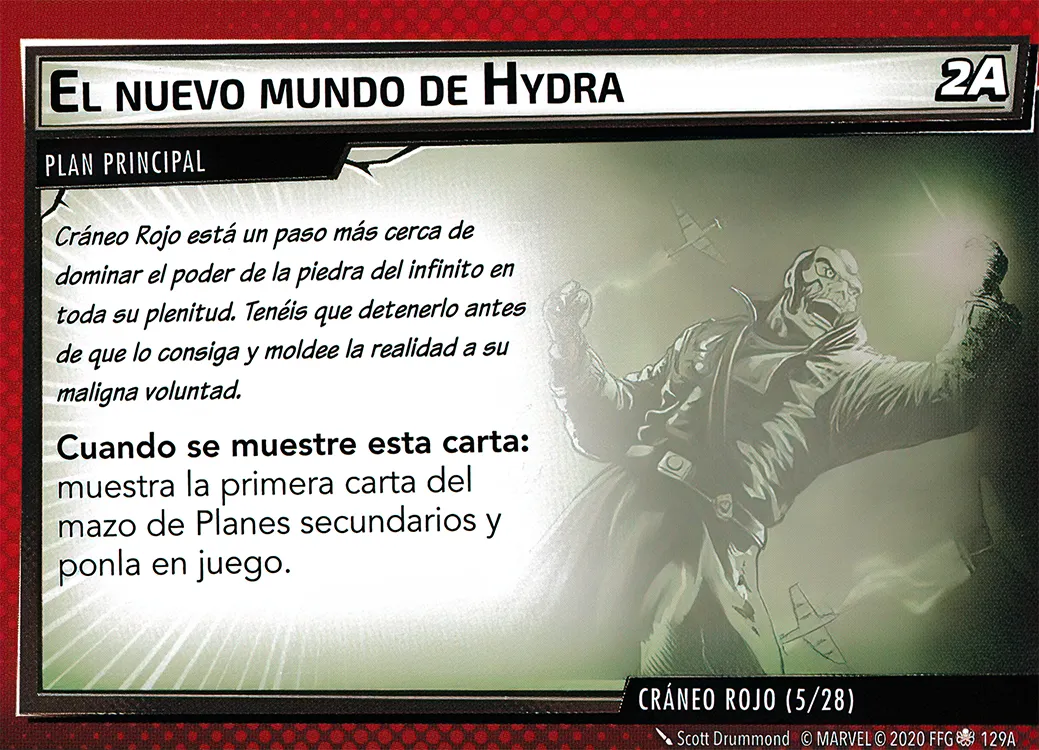 El nuevo mundo de Hydra
2A
PLAN PRINCIPAL
Cráneo Rojo está un paso más cerca de
dominar el poder de la piedra del infinito en
toda su plenitud. Tenéis que detenerlo antes
de que lo consiga y moldee la realidad a su
maligna voluntad.
Cuando se muestre esta carta:
muestra la primera carta del
mazo de Planes secundarios y
ponla en juego.
CRÁNEO ROJO (5/28)
Scott Drummond © MARVEL © 2020 FFG 129A